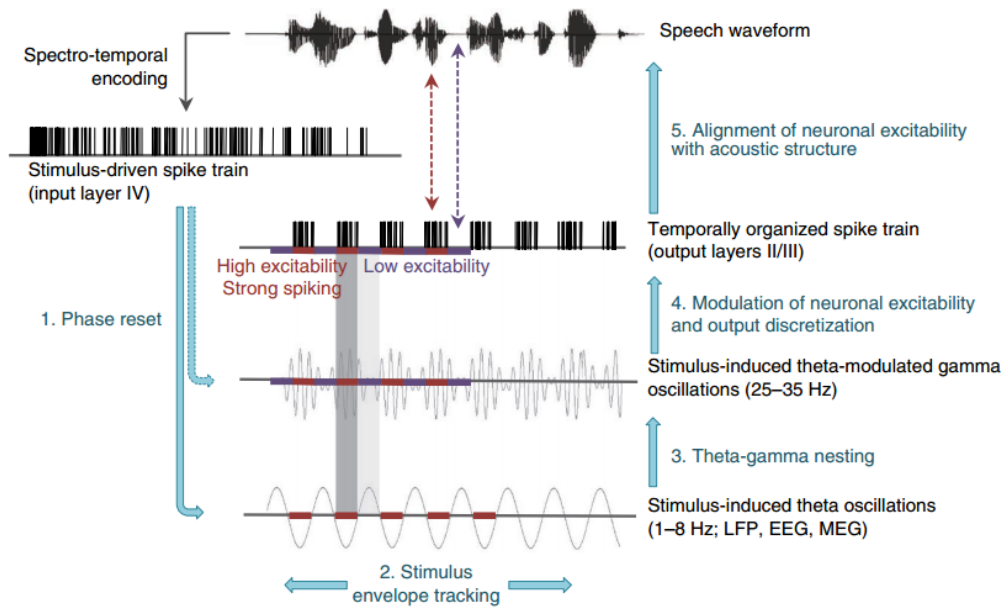 Speech waveform
Spectro-temporal
encoding
Stimulus-driven spike train
(input layer IV)
5. Alignment of neuronal excitability
with acoustic structure
Temporally organized spike train
(output layers II/III)
High excitability
Strong spiking
Low excitability
1. Phase reset
4. Modulation of neuronal excitability
and output discretization
Stimulus-induced theta-modulated gamma
oscillations (25–35 Hz)
3. Theta-gamma nesting
Stimulus-induced theta oscillations
(1–8 Hz; LFP, EEG, MEG)
2. Stimulus
envelope tracking